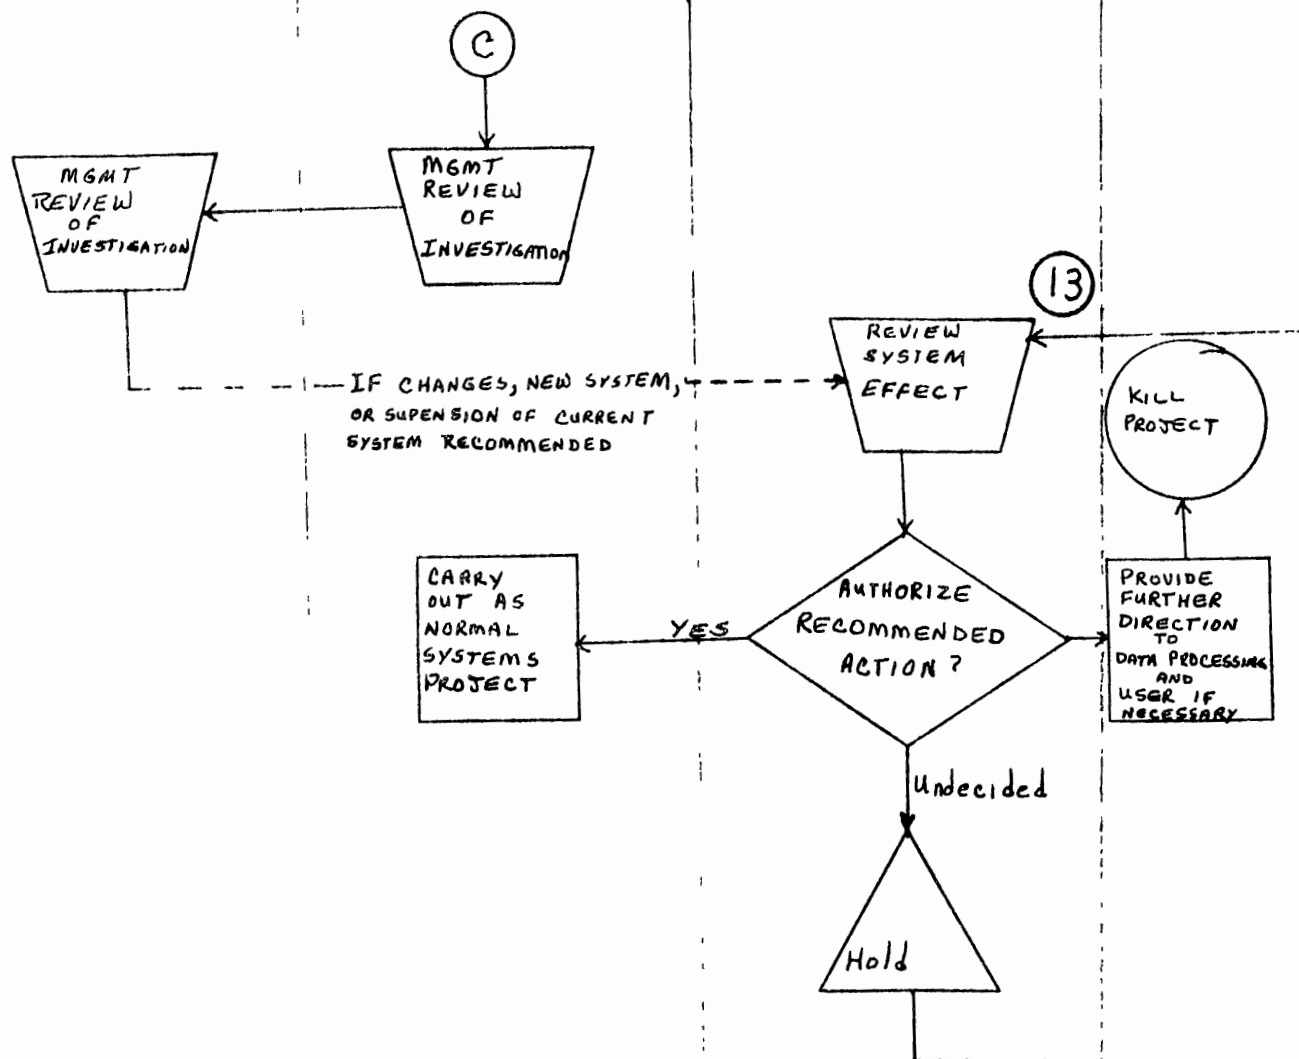 C
MGMT
REVIEW
OF
INVESTIGATION
MGMT
REVIEW
OF
INVESTIGATION
13
REVIEW
SYSTEM
EFFECT
IF CHANGES, NEW SYSTEM,
OR SUPENSION OF CURRENT
SYSTEM RECOMMENDED
KILL
PROJECT
CARRY
OUT AS
NORMAL
SYSTEMS
PROJECT
YES
AUTHORIZE
RECOMMENDED
ACTION?
PROVIDE
FURTHER
DIRECTION
TO
DATA PROCESSING
AND
USER IF
NECESSARY
Undecided
Hold